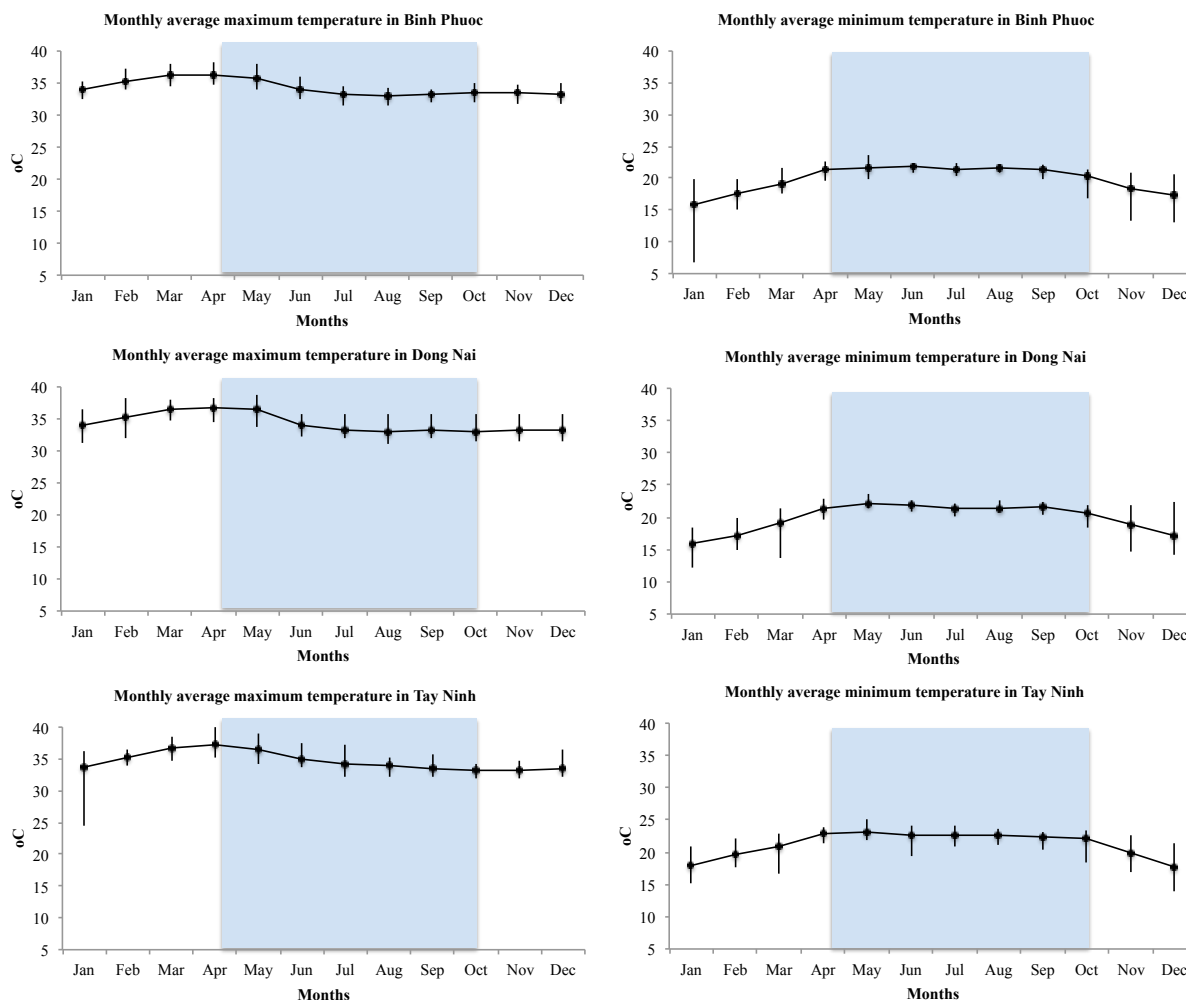 Monthly average maximum temperature in Binh Phuoc
40
35
30
25
20
15
10
5
oC
Jan Feb Mar Apr May Jun Jul Aug Sep Oct Nov Dec
Months
Monthly average minimum temperature in Binh Phuoc
40
35
30
25
20
15
10
5
oC
Jan Feb Mar Apr May Jun Jul Aug Sep Oct Nov Dec
Months
Monthly average maximum temperature in Dong Nai
40
35
30
25
20
15
10
5
oC
Jan Feb Mar Apr May Jun Jul Aug Sep Oct Nov Dec
Months
Monthly average minimum temperature in Dong Nai
40
35
30
25
20
15
10
5
oC
Jan Feb Mar Apr May Jun Jul Aug Sep Oct Nov Dec
Months
Monthly average maximum temperature in Tay Ninh
40
35
30
25
20
15
10
5
oC
Jan Feb Mar Apr May Jun Jul Aug Sep Oct Nov Dec
Months
Monthly average minimum temperature in Tay Ninh
40
35
30
25
20
15
10
5
oC
Jan Feb Mar Apr May Jun Jul Aug Sep Oct Nov Dec
Months